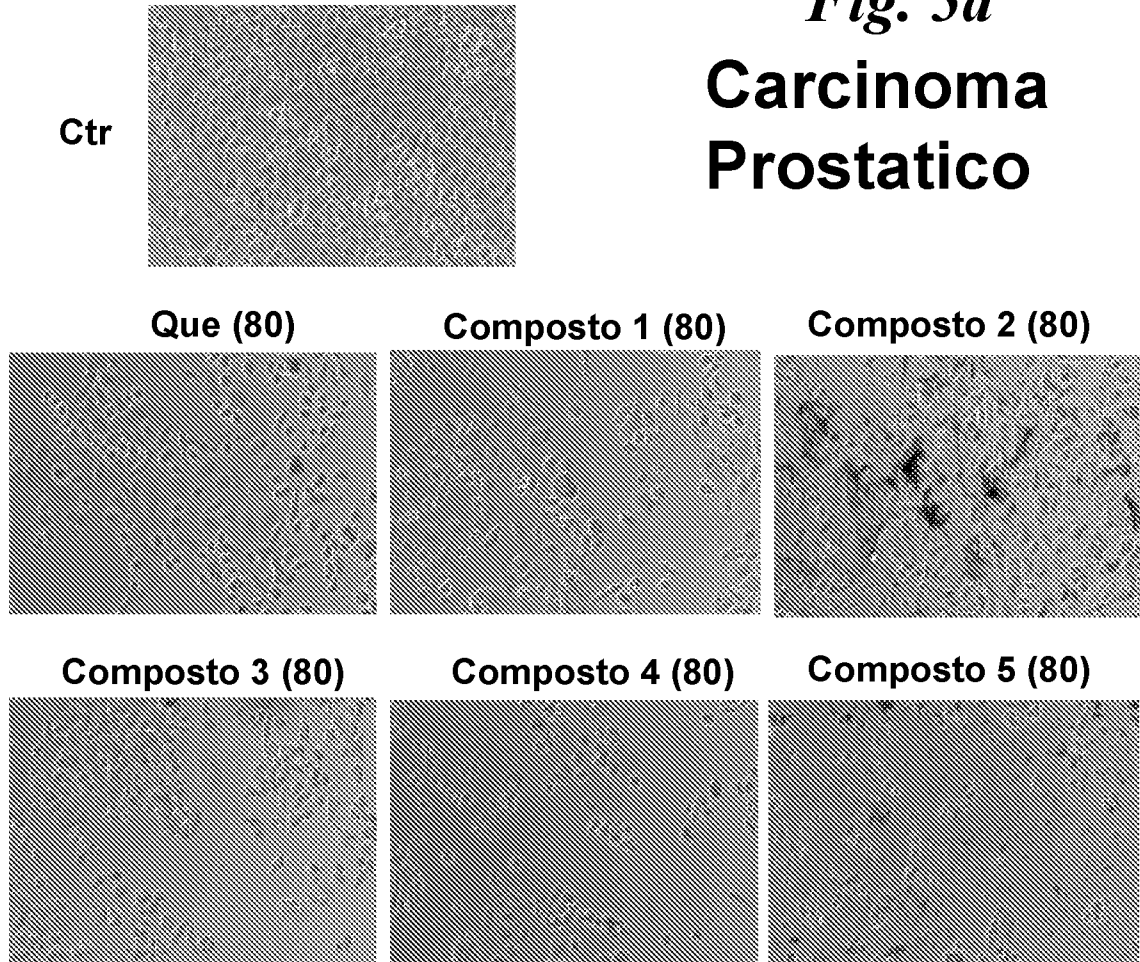 Fig.
Carcinoma
Prostatico
Ctr
Que (80)
Composto 1 (80)
Composto 2 (80)
Composto 3 (80)
Composto 4 (80)
Composto 5 (80)